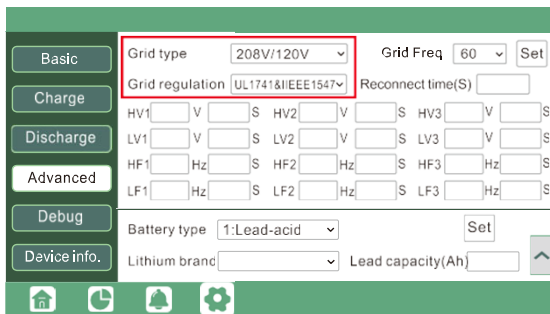 Basic
Charge
Discharge
Advanced
Debug
Device info.
Grid type 208V/120V Grid Freq 60 Set
Grid regulation UL1741&IIEEE1547 Reconnect time(S)
HV1 V S HV2 V S HV3 V S
LV1 V S LV2 V S LV3 V S
HF1 Hz S HF2 Hz S HF3 Hz S
LF1 Hz S LF2 Hz S LF3 Hz S
Battery type 1:Lead-acid Set
Lithium brand Lead capacity(Ah)